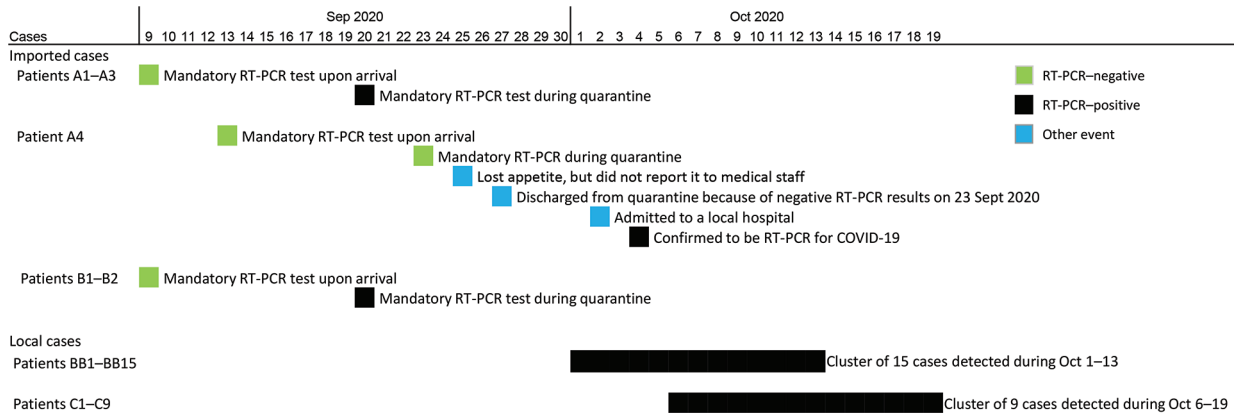 Sep 2020 Oct 2020
Cases 9 10 11 12 13 14 15 16 17 18 19 20 21 22 23 24 25 26 27 28 29 30 1 2 3 4 5 6 7 8 9 10 11 12 13 14 15 16 17 18 19
Imported cases
Patients A1–A3 Mandatory RT-PCR test upon arrival RT-PCR–negative
Mandatory RT-PCR test during quarantine RT-PCR–positive
Patient A4 Mandatory RT-PCR test upon arrival Other event
Mandatory RT-PCR during quarantine
Lost appetite, but did not report it to medical staff
Discharged from quarantine because of negative RT-PCR results on 23 Sept 2020
Admitted to a local hospital
Confirmed to be RT-PCR for COVID-19
Patients B1–B2 Mandatory RT-PCR test upon arrival
Mandatory RT-PCR test during quarantine
Local cases
Patients BB1–BB15 Cluster of 15 cases detected during Oct 1–13
Patients C1–C9 Cluster of 9 cases detected during Oct 6–19